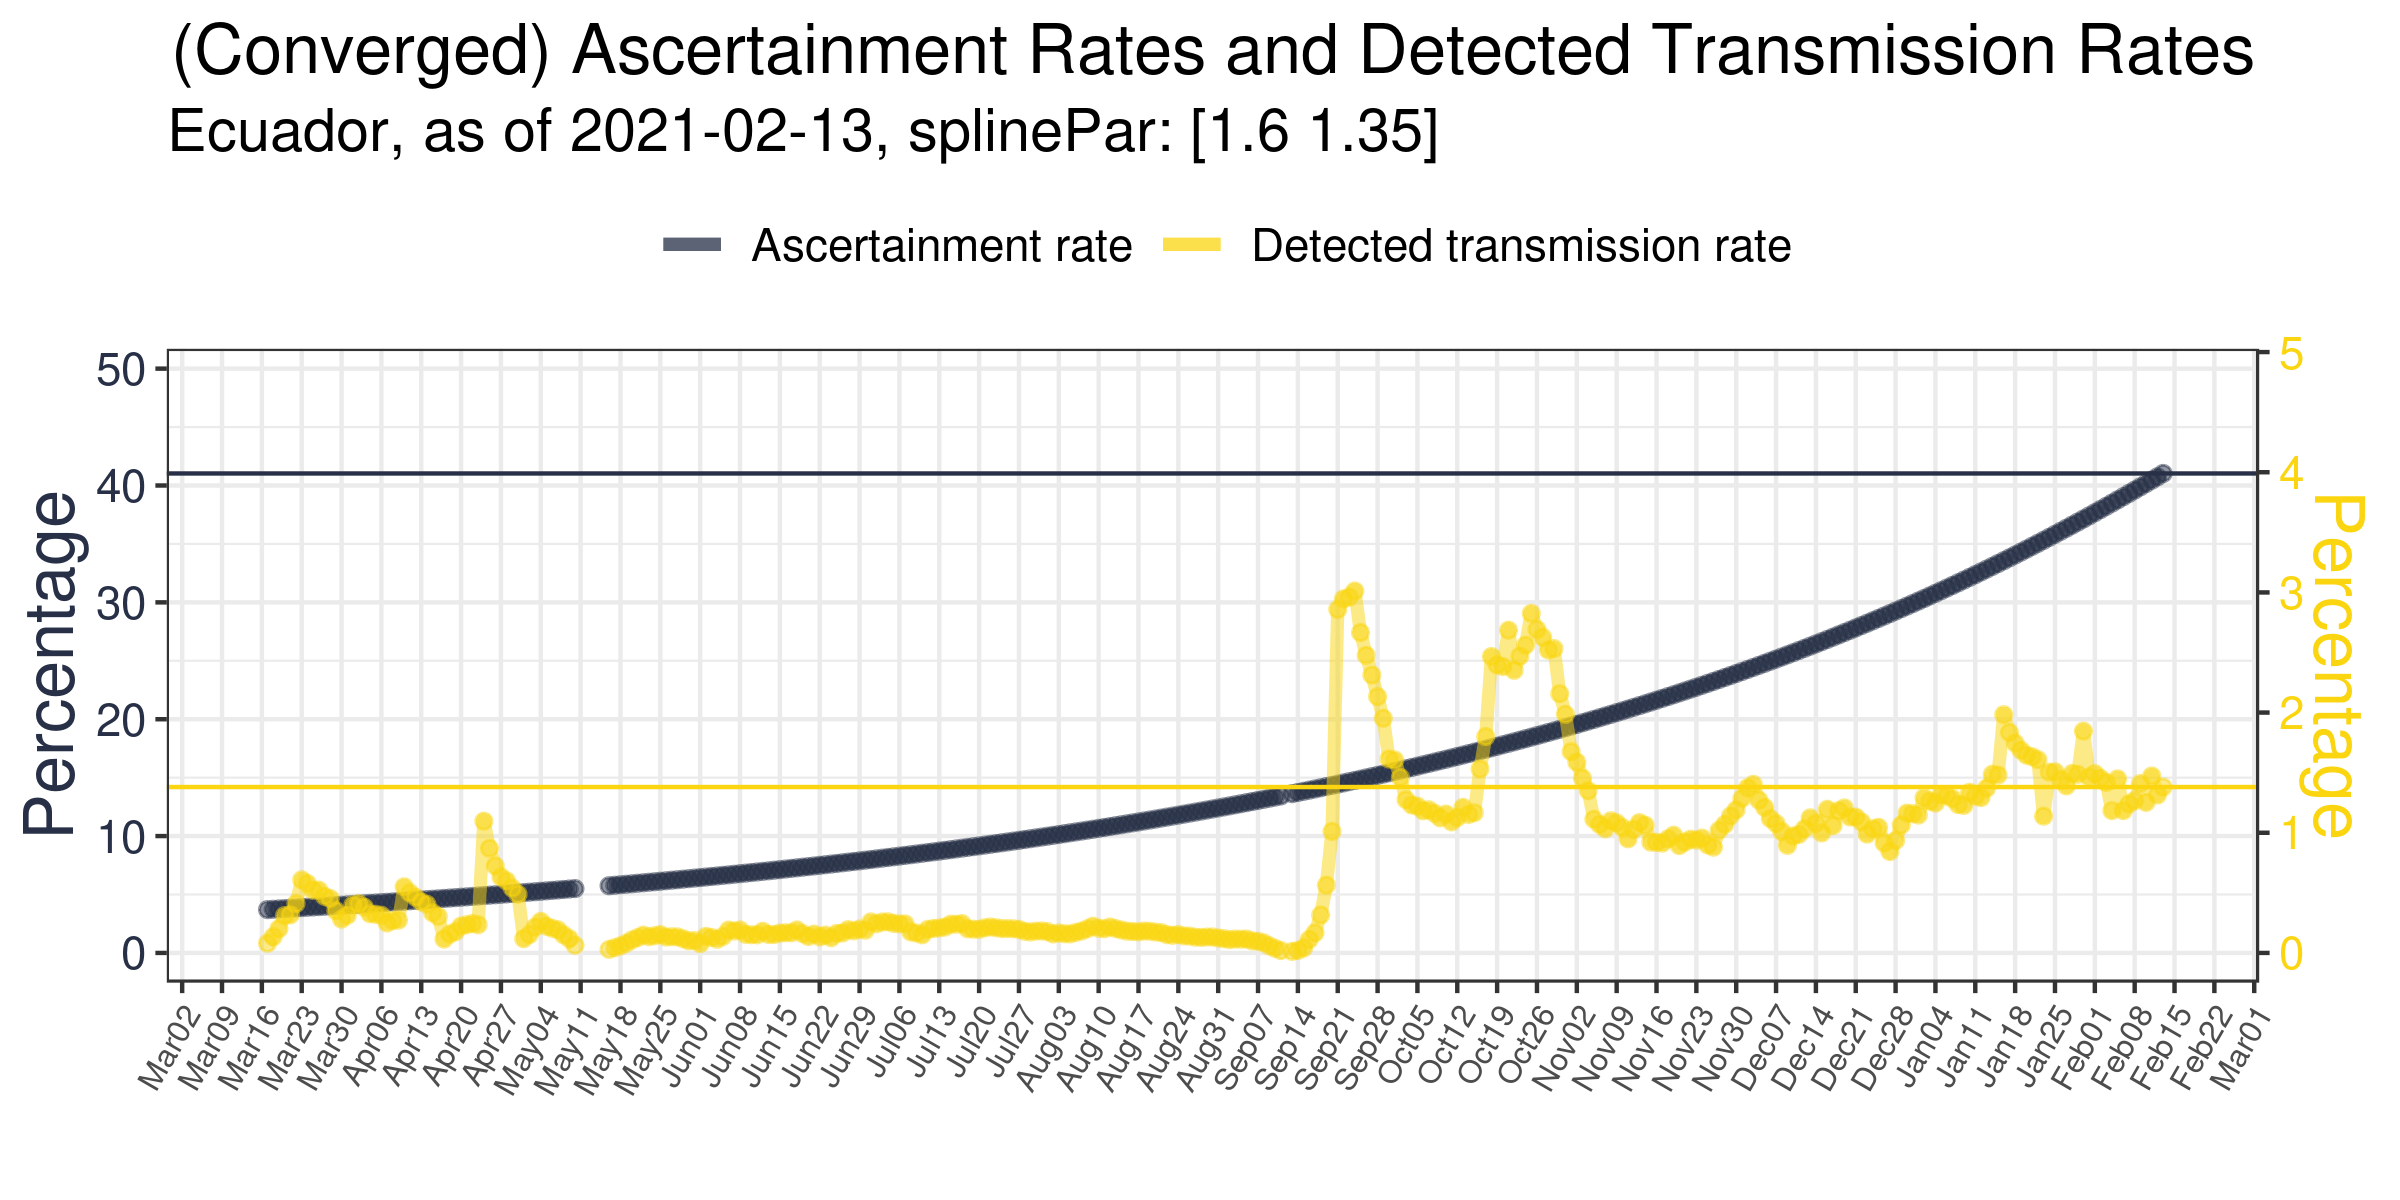 (Converged) Ascertainment Rates and Detected Transmission Rates
Ecuador, as of 2021-02-13, splinePar: [1.6 1.35]
Ascertainment rate
Detected transmission rate
Percentage
50
40
30
20
10
0
5
4
3
2
1
0
Percentage
Mar02
Mar09
Mar16
Mar23
Mar30
Apr06
Apr13
Apr20
Apr27
May04
May11
May18
May25
Jun01
Jun08
Jun15
Jun22
Jun29
Jul06
Jul13
Jul20
Jul27
Aug03
Aug10
Aug17
Aug24
Aug31
Sep07
Sep14
Sep21
Sep28
Oct05
Oct12
Oct19
Oct26
Nov02
Nov09
Nov16
Nov23
Nov30
Dec07
Dec14
Dec21
Dec28
Jan04
Jan11
Jan18
Jan25
Feb01
Feb08
Feb15
Feb22
Mar01